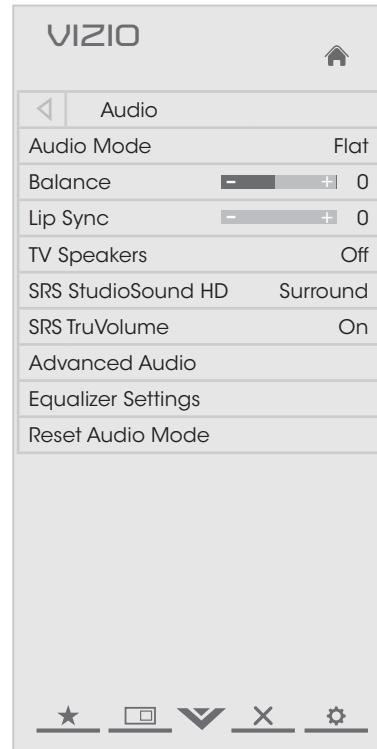 VIZIO
Audio
Audio Mode Flat
Balance - + 0
Lip Sync - + 0
TV Speakers Off
SRS StudioSound HD Surround
SRS TruVolume On
Advanced Audio
Equalizer Settings
Reset Audio Mode